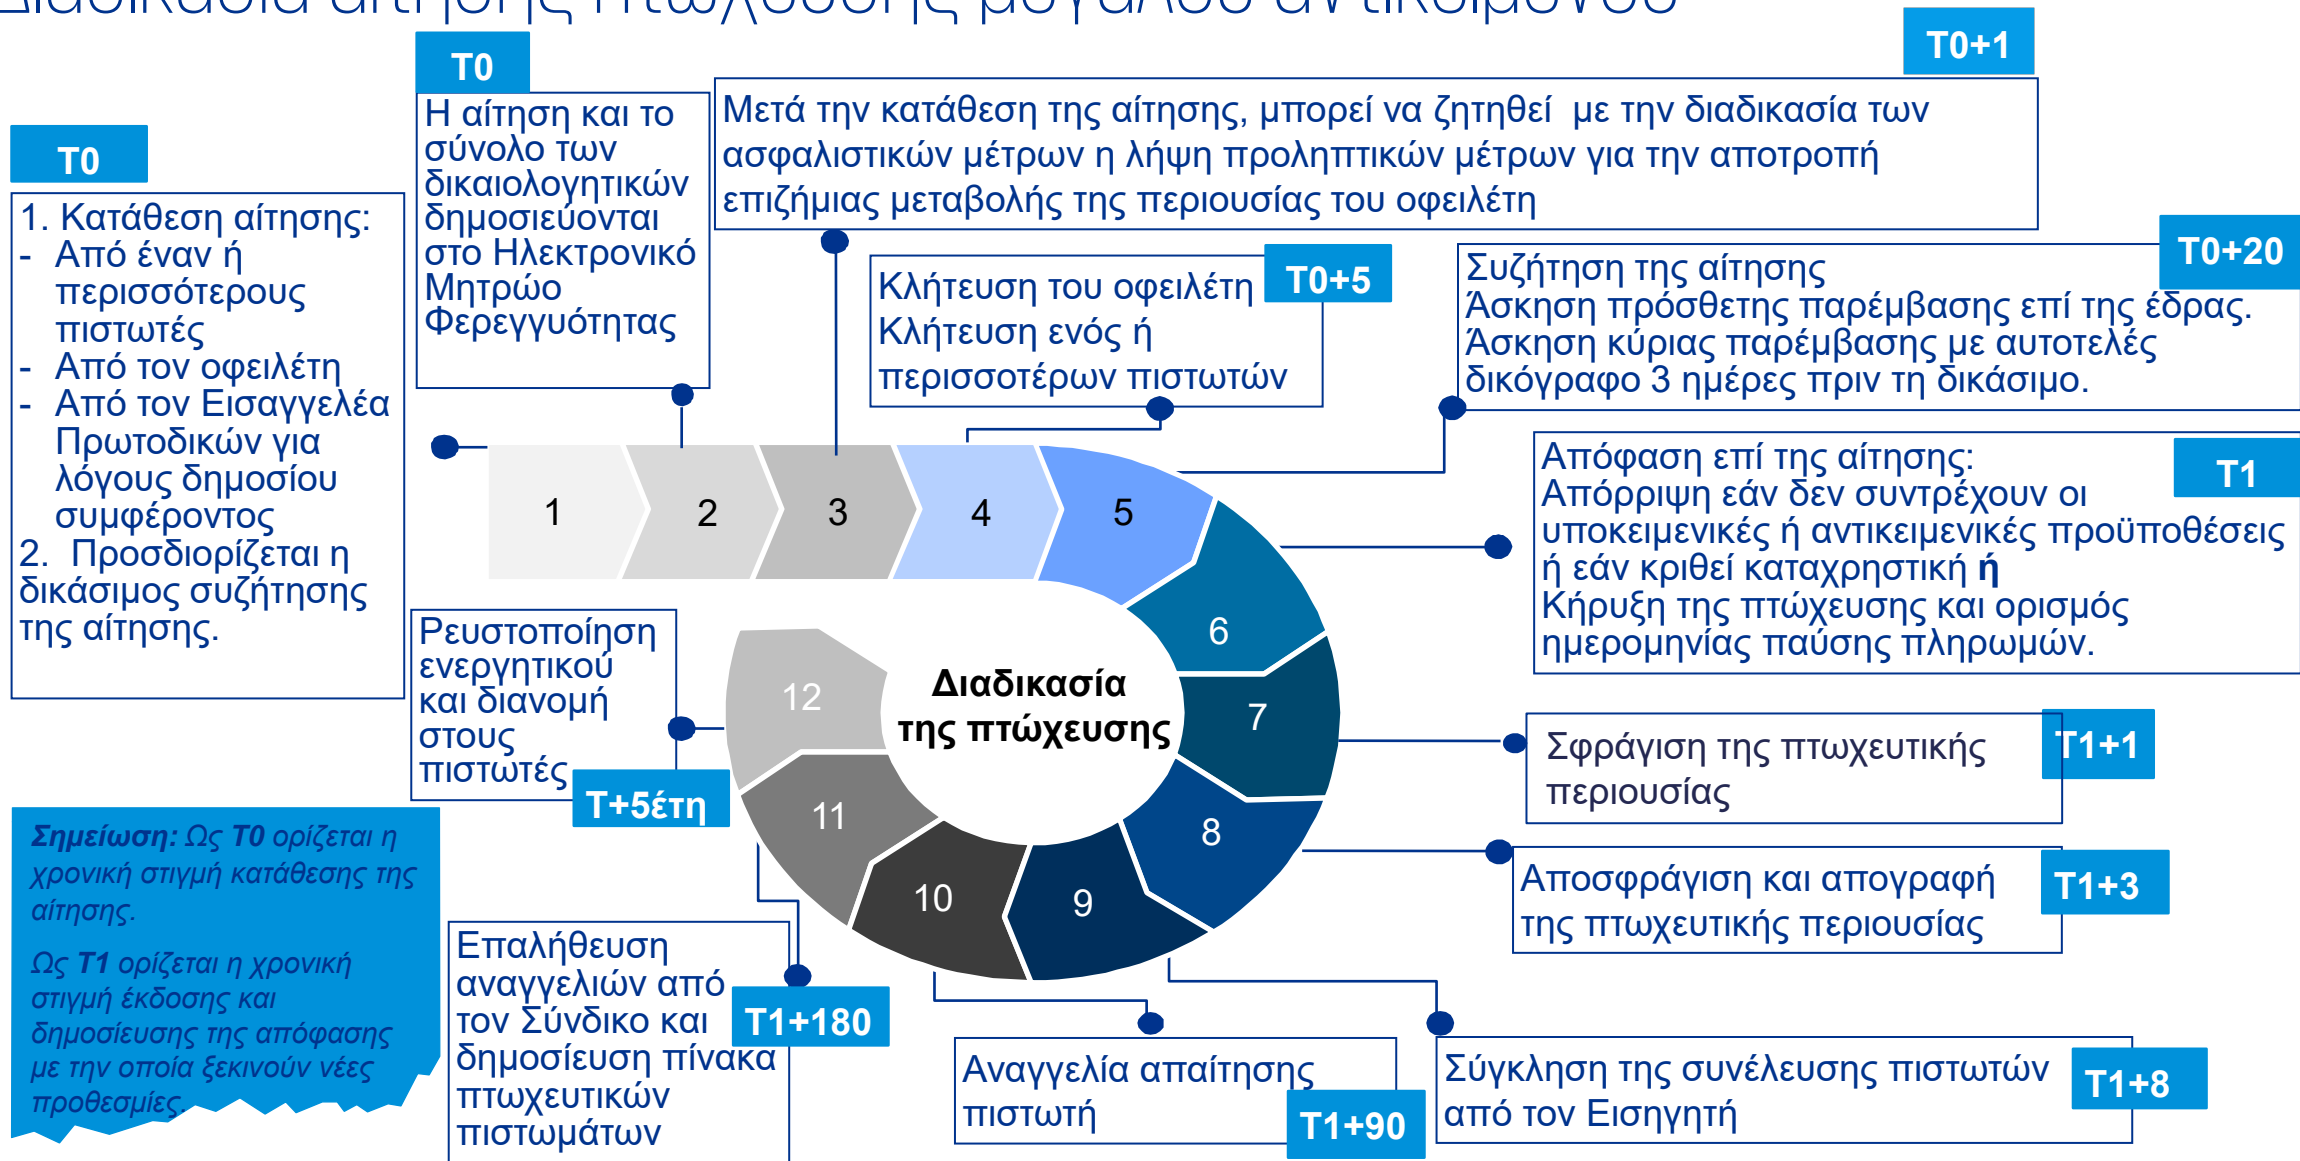 Διαδικασία αίτησης πτώχευσης μεγάλου αντικειμένου
T0
1. Κατάθεση αίτησης:
- Από έναν ή
περισσότερους
πιστωτές
- Από τον οφειλέτη
- Από τον Εισαγγελέα
Πρωτοδικών για
λόγους δημοσίου
συμφέροντος
2. Προσδιορίζεται η
δικάσιμος συζήτησης
της αίτησης.
T0
Η αίτηση και το
σύνολο των
δικαιολογητικών
δημοσιεύονται
στο Ηλεκτρονικό
Μητρώο
Φερεγγυότητας
T0+1
Μετά την κατάθεση της αίτησης, μπορεί να ζητηθεί με την διαδικασία των
ασφαλιστικών μέτρων η λήψη προληπτικών μέτρων για την αποτροπή
επιζήμιας μεταβολής της περιουσίας του οφειλέτη
T0+5
Κλήτευση του οφειλέτη
Κλήτευση ενός ή
περισσοτέρων πιστωτών
T0+20
Συζήτηση της αίτησης
Άσκηση πρόσθετης παρέμβασης επί της έδρας.
Άσκηση κύριας παρέμβασης με αυτοτελές
δικόγραφο 3 ημέρες πριν τη δικάσιμο.
T1
Απόφαση επί της αίτησης:
Απόρριψη εάν δεν συντρέχουν οι
υποκειμενικές ή αντικειμενικές προϋποθέσεις
ή εάν κριθεί καταχρηστική ή
Κήρυξη της πτώχευσης και ορισμός
ημερομηνίας παύσης πληρωμών.
T1+1
Σφράγιση της πτωχευτικής
περιουσίας
T1+3
Αποσφράγιση και απογραφή
της πτωχευτικής περιουσίας
T1+8
Σύγκληση της συνέλευσης πιστωτών
από τον Εισηγητή
Αναγγελία απαίτησης
πιστωτή
T1+90
Επαλήθευση
αναγγελιών από
τον Σύνδικο και
δημοσίευση πίνακα
πτωχευτικών
πιστωμάτων
T1+180
Ρευστοποίηση
ενεργητικού
και διανομή
στους
πιστωτές
T+5έτη
1
2
3
4
5
6
7
8
9
10
11
12
Διαδικασία
της πτώχευσης
Σημείωση: Ως T0 ορίζεται η
χρονική στιγμή κατάθεσης της
αίτησης.
Ως T1 ορίζεται η χρονική
στιγμή έκδοσης και
δημοσίευσης της απόφασης
με την οποία ξεκινούν νέες
προθεσμίες.